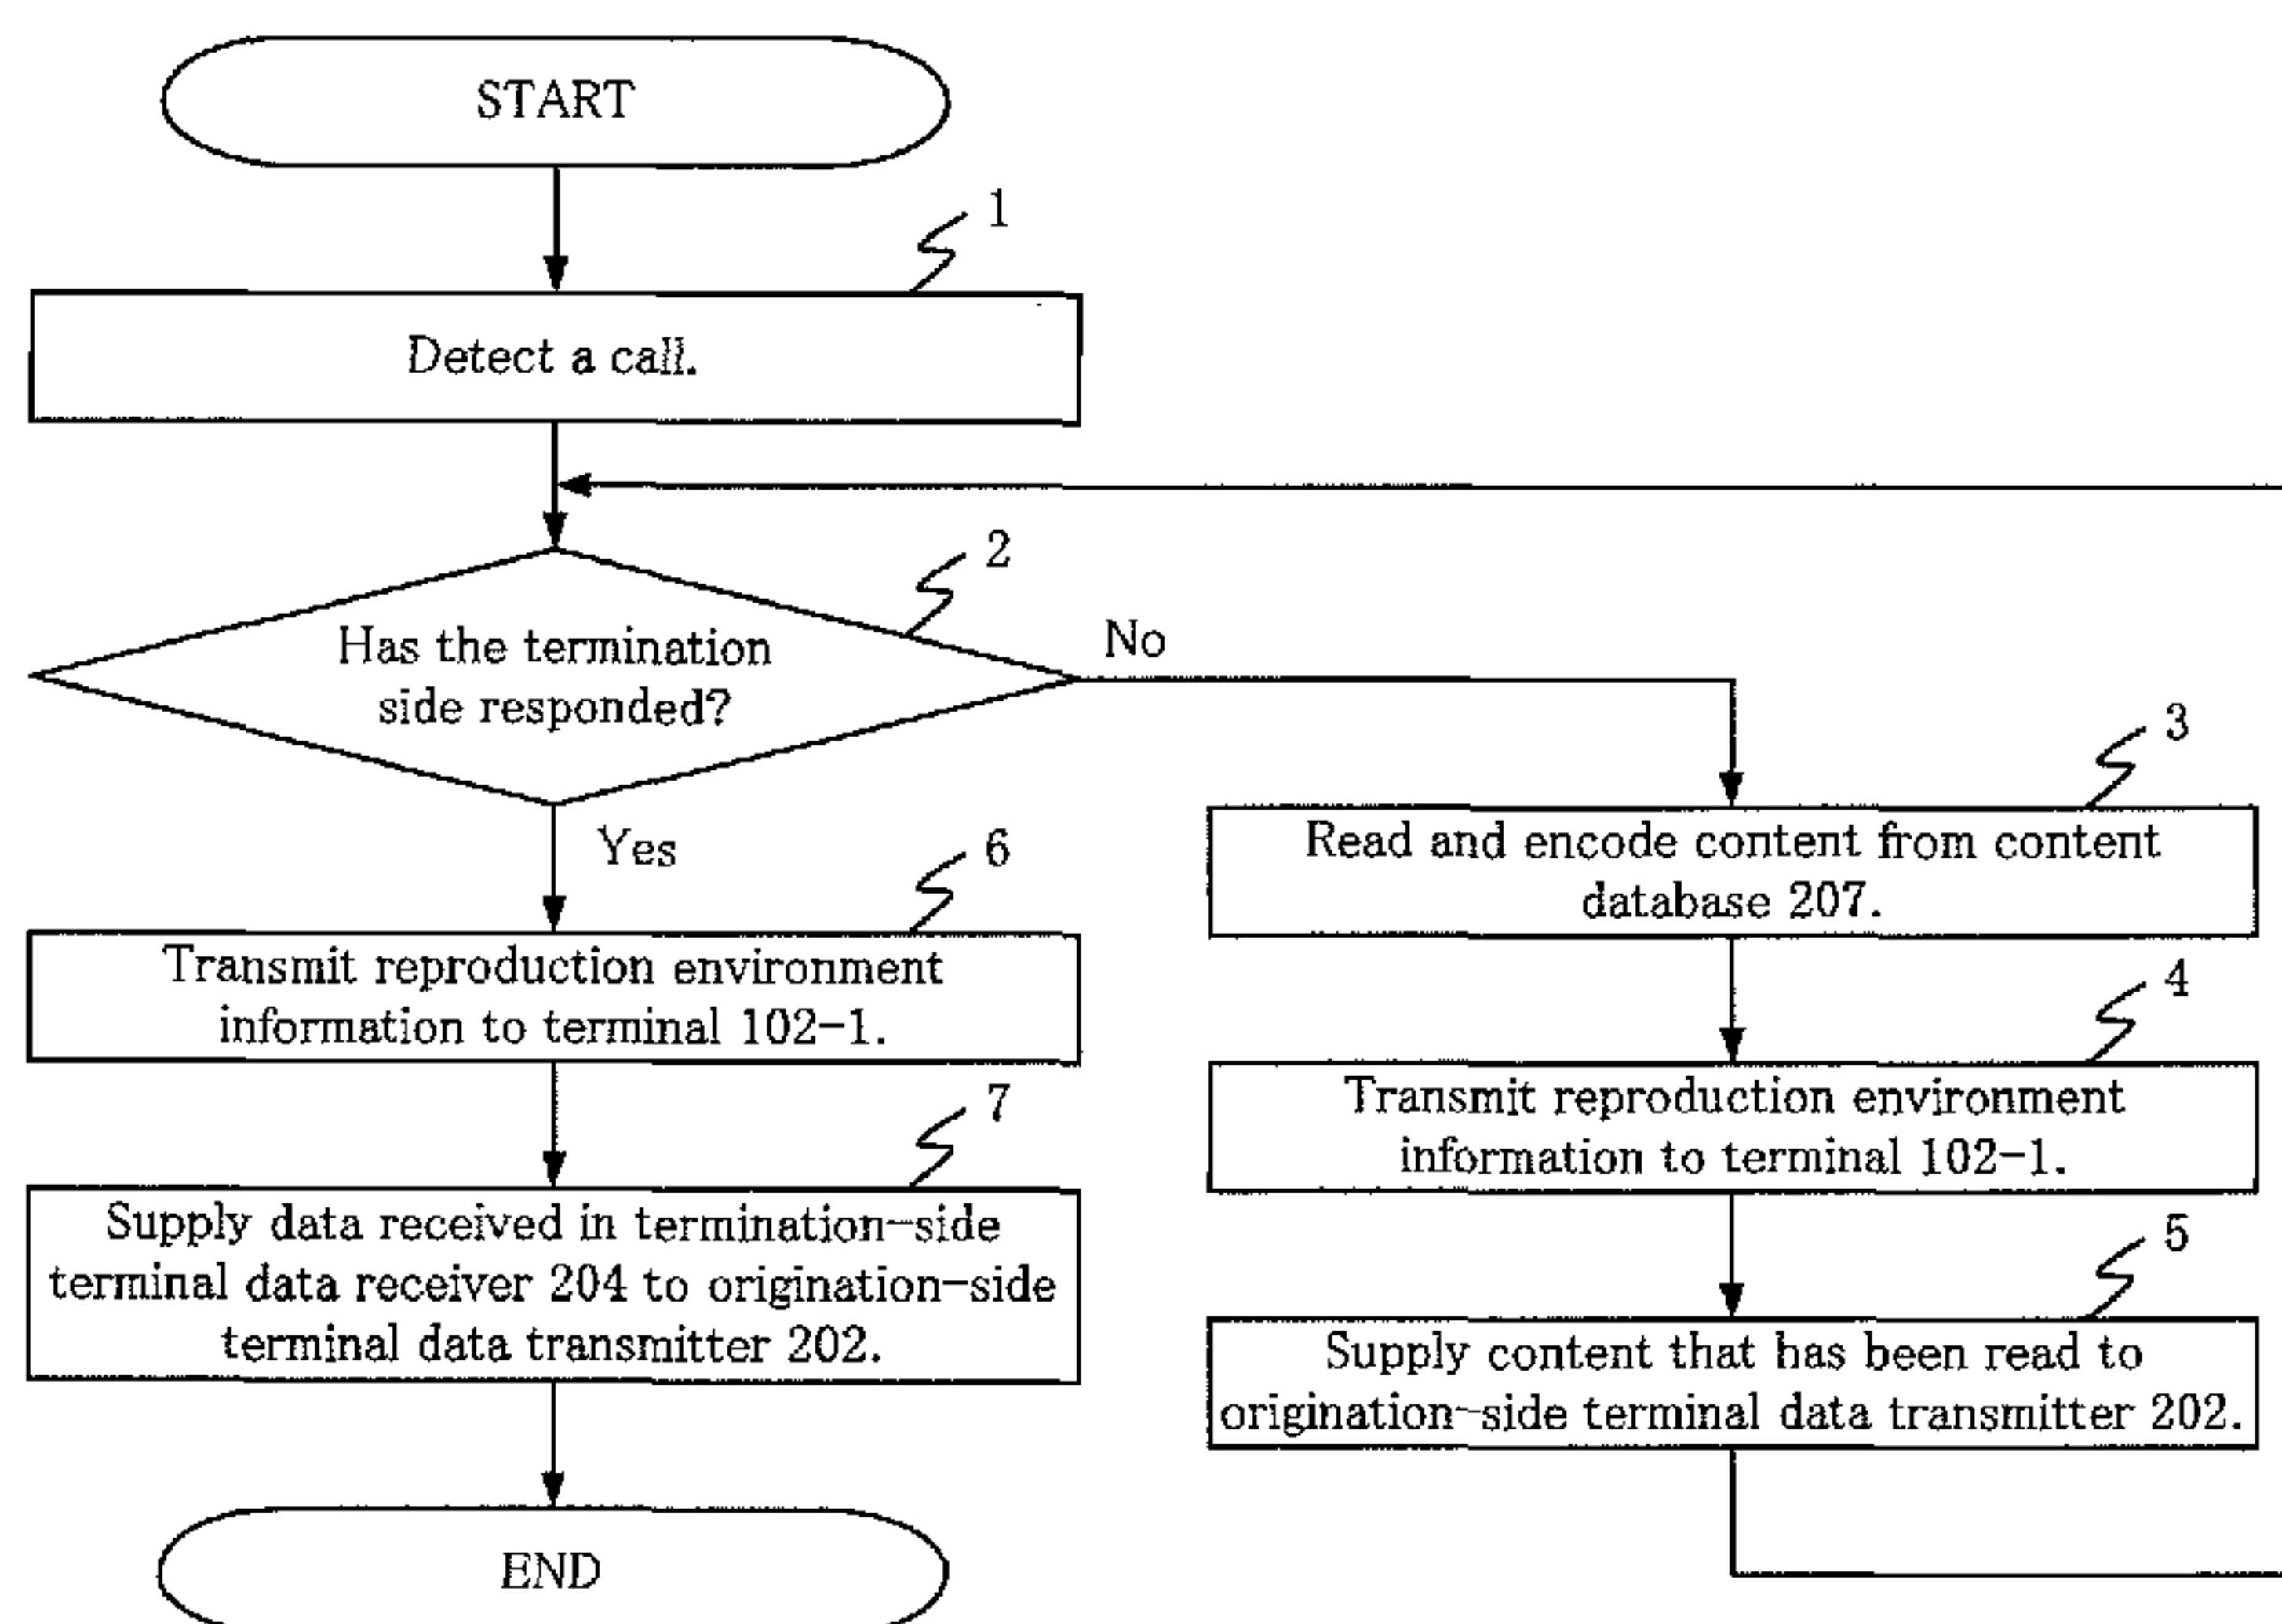 START
1
Detect a call.
2
Has the termination
side responded?
No
Yes
3
Read and encode content from content
database 207.
4
Transmit reproduction environment
information to terminal 102-1.
5
Supply content that has been read to
origination-side terminal data transmitter 202.
6
Transmit reproduction environment
information to terminal 102-1.
7
Supply data received in termination-side
terminal data receiver 204 to origination-side
terminal data transmitter 202.
END